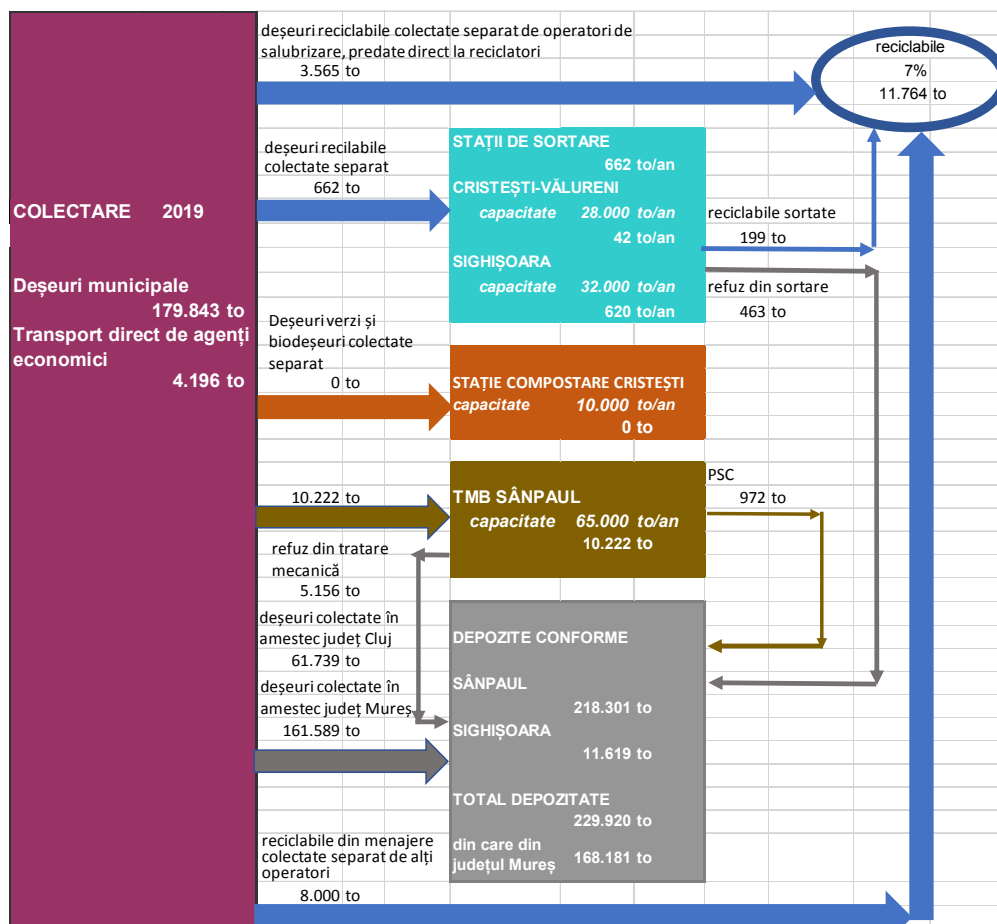 deșeuri reciclabile colectate separat de operatori de
salubrizare, predate direct la reciclatori
3.565 to
reciclabile
7%
11.764 to
COLECTARE 2019
Deșeuri municipale
179.843 to
Transport direct de agenți
economici
4.196 to
deșeuri recilabile
colectate separat
662 to
STAȚII DE SORTARE
662 to/an
CRISTEȘTI-VĂLURENI
capacitate 28.000 to/an
42 to/an
SIGHIȘOARA
capacitate 32.000 to/an
620 to/an
reciclabile sortate
199 to
refuz din sortare
463 to
Deșeuri verzi și
biodeșeuri colectate
separat
0 to
STAȚIE COMPOSTARE CRISTEȘTI
capacitate 10.000 to/an
0 to
10.222 to
TMB SÂNPAUL
capacitate 65.000 to/an
10.222 to
PSC
972 to
refuz din tratare
mecanică
5.156 to
deșeuri colectate în
amestec județ Cluj
61.739 to
deșeuri colectate în
amestec județ Mureș
161.589 to
DEPOZITE CONFORME
SÂNPAUL
218.301 to
SIGHIȘOARA
11.619 to
TOTAL DEPOZITATE
229.920 to
din care din
județul Mureș 168.181 to
reciclabile din menajere
colectate separat de alți
operatori
8.000 to